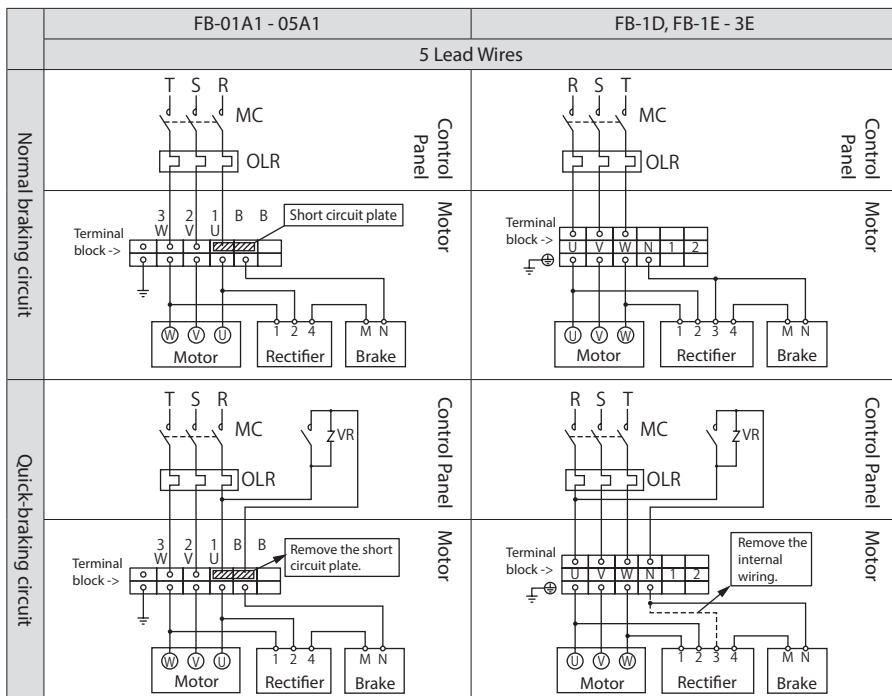 FB-01A1 - 05A1
FB-1D, FB-1E - 3E
5 Lead Wires
Normal braking circuit
T S R
MC
OLR
Control
Panel
3 2 1 B B
W V U
Short circuit plate
Terminal
block ->
Motor
W V U
Motor
1 2 4
Rectifier
M N
Brake
R S T
MC
OLR
Control
Panel
Terminal
block ->
U V W N 1 2
Motor
U V W
Motor
1 2 3 4
Rectifier
M N
Brake
Quick-braking circuit
T S R
MC
VR
OLR
Control Panel
3 2 1 B B
W V U
Remove the short
circuit plate.
Terminal
block ->
Motor
W V U
Motor
1 2 4
Rectifier
M N
Brake
R S T
MC
VR
OLR
Control Panel
Remove the
internal
wiring.
Terminal
block ->
U V W N 1 2
Motor
U V W
Motor
1 2 3 4
Rectifier
M N
Brake